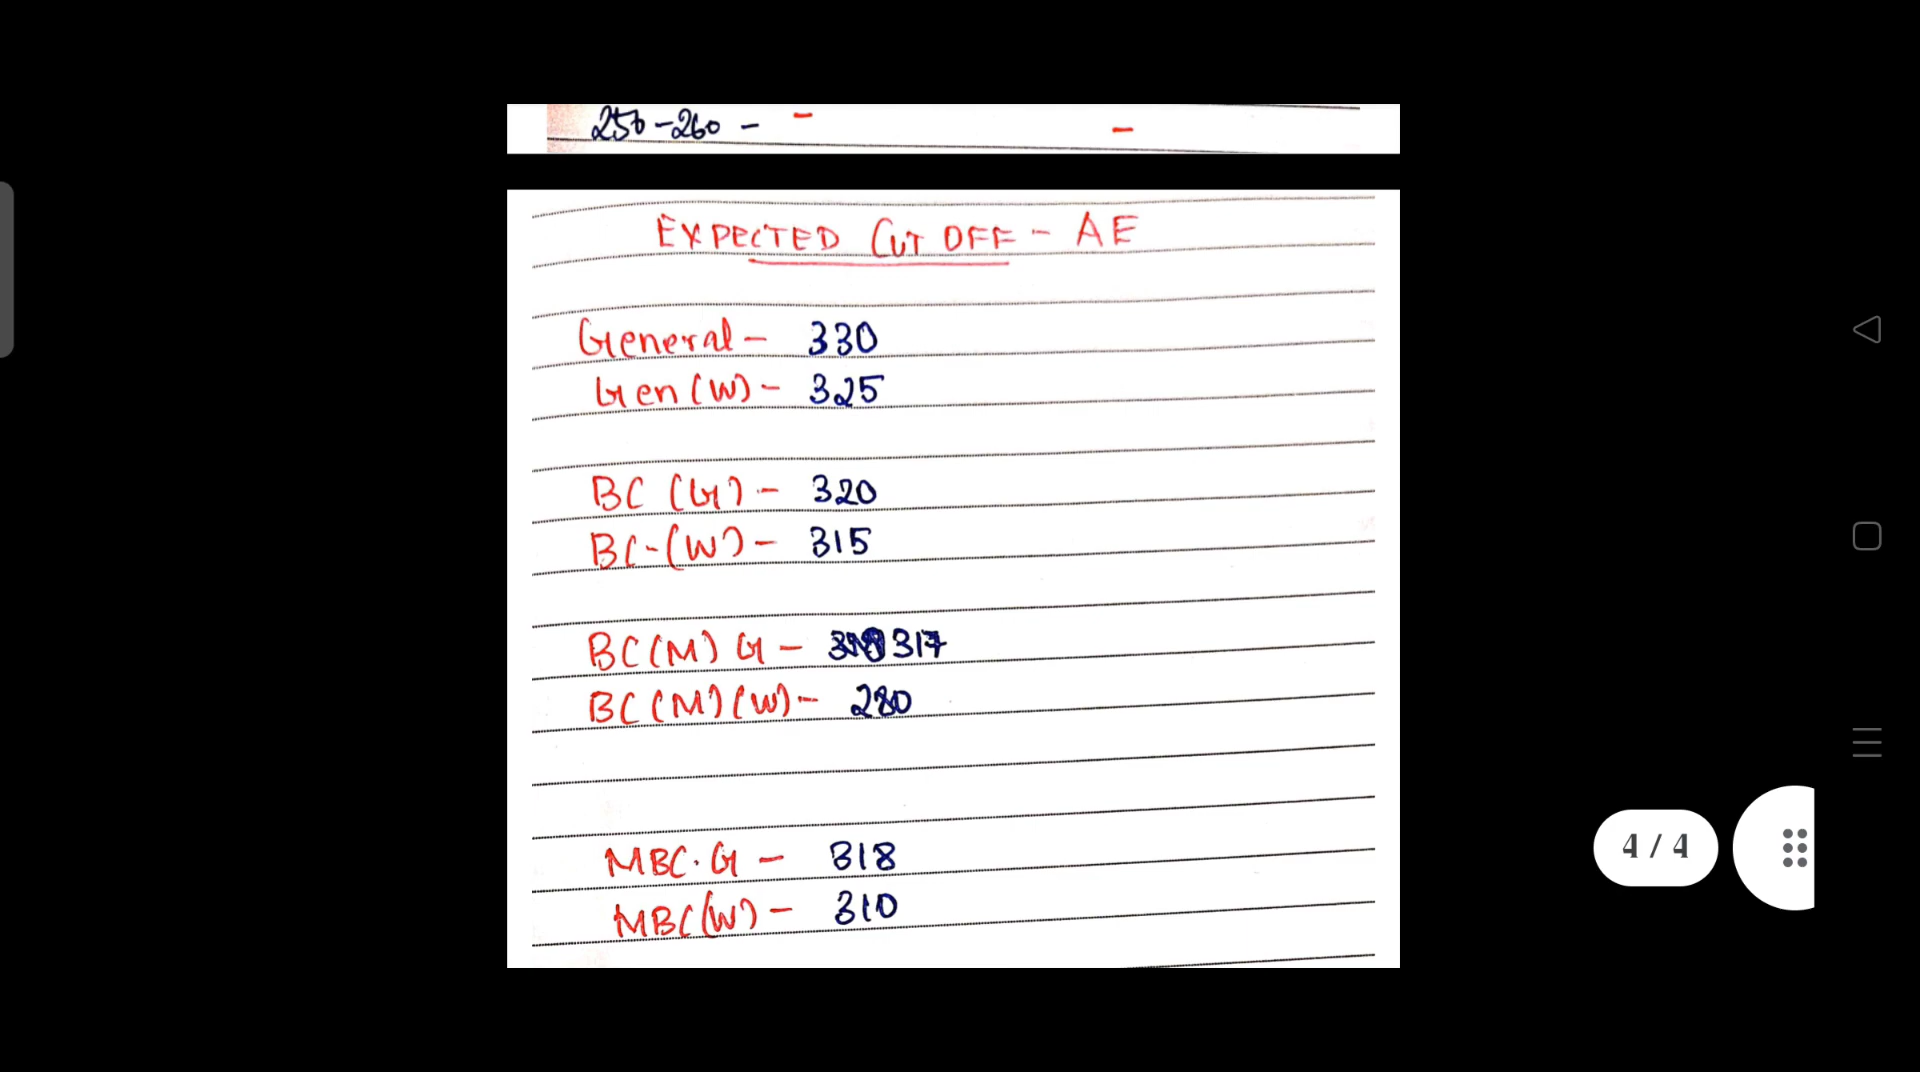 250-260 - - -
EXPECTED CUT OFF - AE
General - 330
Gen (W) - 325
BC (G) - 320
BC-(W) - 315
BC(M) G - 317
BC(M)(W) - 280
MBC.G - 318
MBC(W) - 310
4 / 4